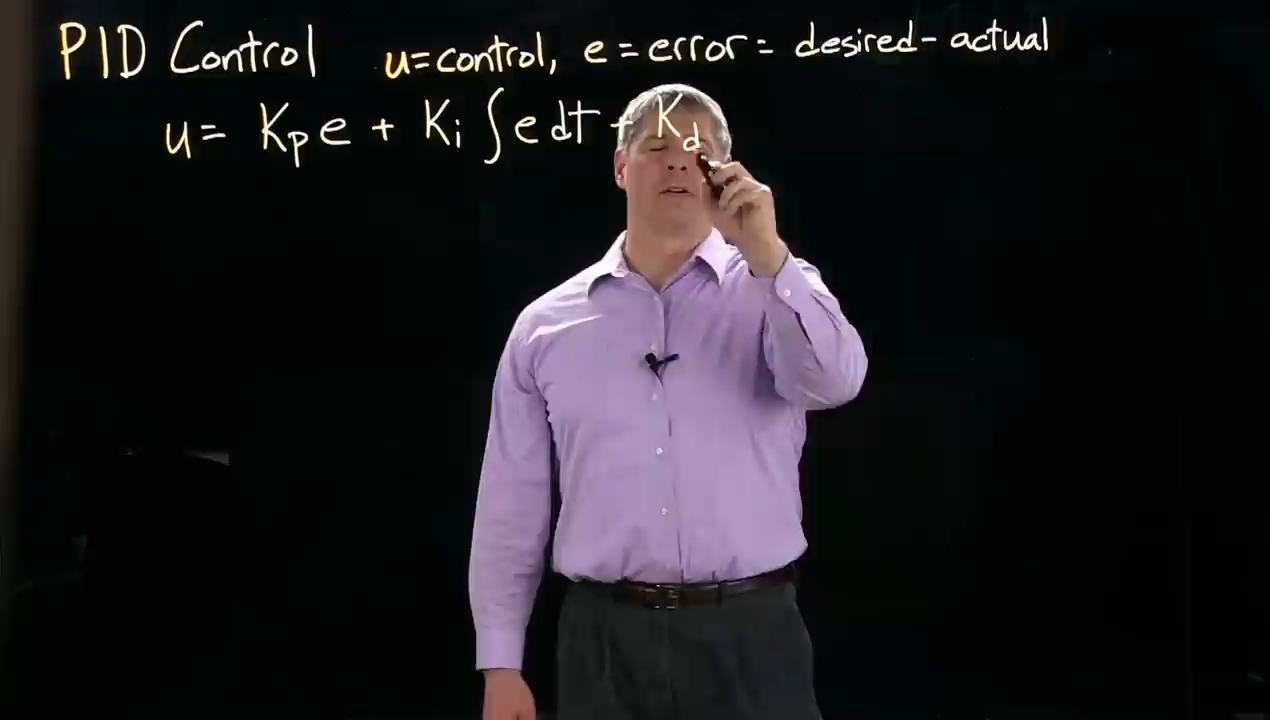 PID Control u=control, e=error= desired-actual
u= Kp e + Ki ∫e dt + Kd